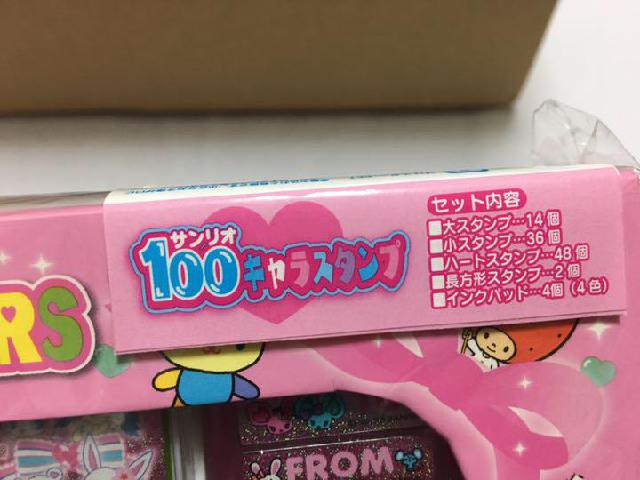 サンリオ
100キャラスタンプ
セット内容
■大スタンプ…14個
■小スタンプ…36個
■ハートスタンプ…48個
■長方形スタンプ…2個
■インクパッド…4個(4色)
RS
FROM